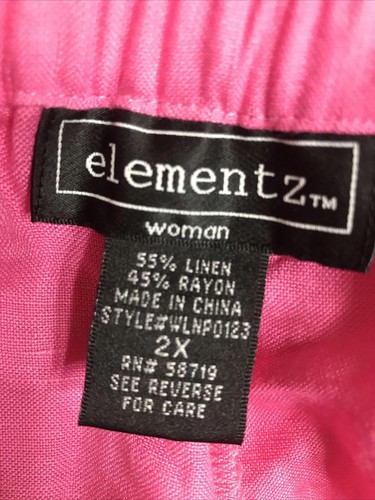 elementz™
woman
55% LINEN
45% RAYON
MADE IN CHINA
STYLE#WLNP0123
2X
RN# 58719
SEE REVERSE
FOR CARE